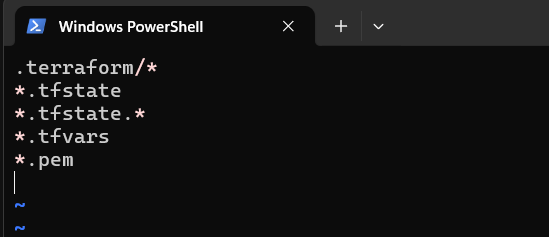 Windows PowerShell
.terraform/*
*.tfstate
*.tfstate.*
*.tfvars
*.pem
~
~